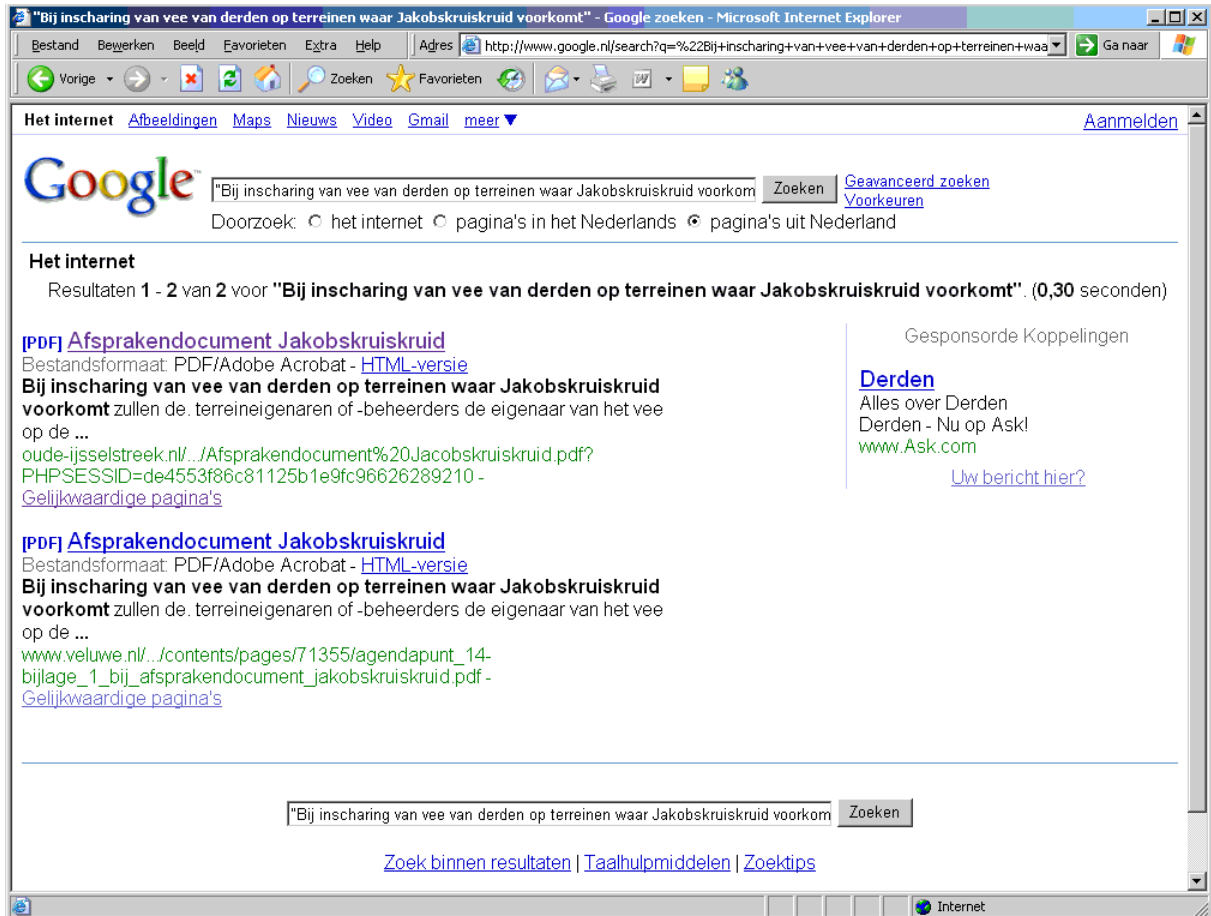 "Bij inscharing van vee van derden op terreinen waar Jakobskruiskruid voorkomt" - Google zoeken - Microsoft Internet Explorer
Bestand Bewerken Beeld Favorieten Extra Help Adres http://www.google.nl/search?q=%22Bij+inscharing+van+vee+van+derden+op+terreinen+waa Ga naar
Vorige Zoeken Favorieten
Het internet Afbeeldingen Maps Nieuws Video Gmail meer ▼ Aanmelden
Google™ "Bij inscharing van vee van derden op terreinen waar Jakobskruiskruid voorkom Zoeken Geavanceerd zoeken
Voorkeuren
Doorzoek: het internet pagina's in het Nederlands pagina's uit Nederland
Het internet
Resultaten 1 - 2 van 2 voor "Bij inscharing van vee van derden op terreinen waar Jakobskruiskruid voorkomt". (0,30 seconden)
[PDF] Afsprakendocument Jakobskruiskruid
Bestandsformaat: PDF/Adobe Acrobat - HTML-versie
Bij inscharing van vee van derden op terreinen waar Jakobskruiskruid
voorkomt zullen de. terreineigenaren of -beheerders de eigenaar van het vee
op de ...
oude-ijsselstreek.nl/.../Afsprakendocument%20Jacobskruiskruid.pdf?
PHPSESSID=de4553f86c81125b1e9fc96626289210 -
Gelijkwaardige pagina's
[PDF] Afsprakendocument Jakobskruiskruid
Bestandsformaat: PDF/Adobe Acrobat - HTML-versie
Bij inscharing van vee van derden op terreinen waar Jakobskruiskruid
voorkomt zullen de. terreineigenaren of -beheerders de eigenaar van het vee
op de ...
www.veluwe.nl/.../contents/pages/71355/agendapunt_14-
bijlage_1_bij_afsprakendocument_jakobskruiskruid.pdf -
Gelijkwaardige pagina's
Gesponsorde Koppelingen
Derden
Alles over Derden
Derden - Nu op Ask!
www.Ask.com
Uw bericht hier?
"Bij inscharing van vee van derden op terreinen waar Jakobskruiskruid voorkom Zoeken
Zoek binnen resultaten | Taalhulpmiddelen | Zoektips
Internet